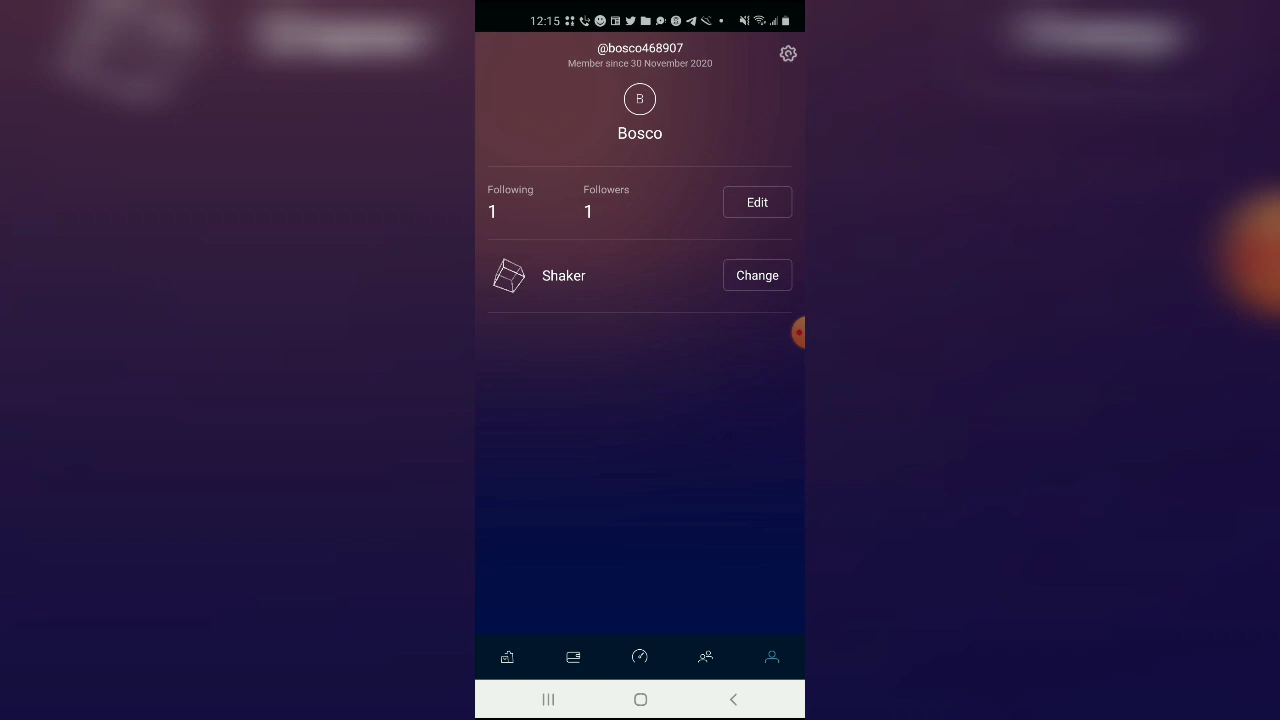 12:15
@bosco468907
Member since 30 November 2020
B
Bosco
Following
Followers
1
1
Edit
Shaker
Change